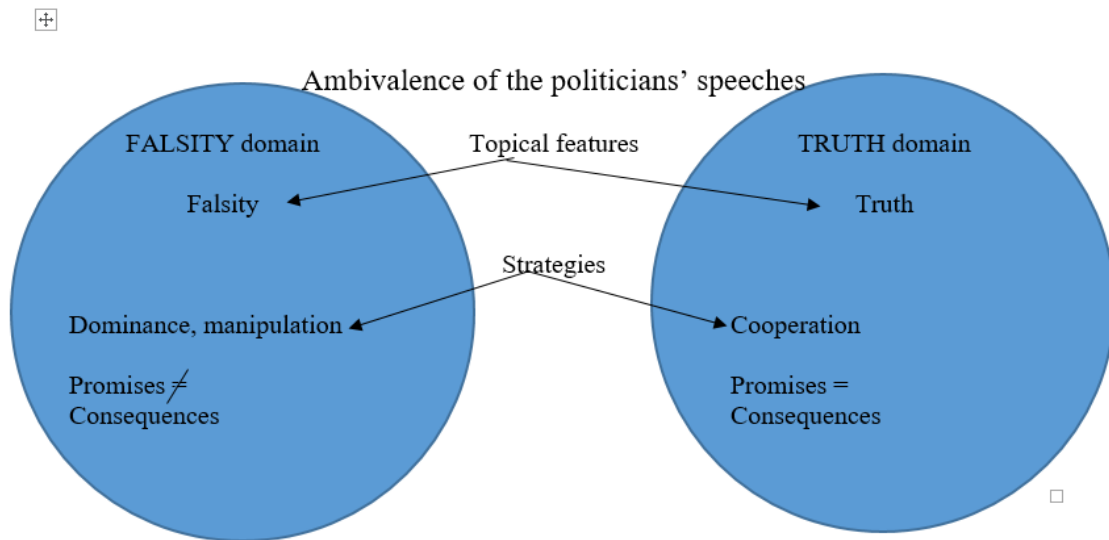 Ambivalence of the politicians’ speeches
FALSITY domain
Topical features
TRUTH domain
Falsity
Truth
Strategies
Dominance, manipulation
Cooperation
Promises ≠
Consequences
Promises =
Consequences